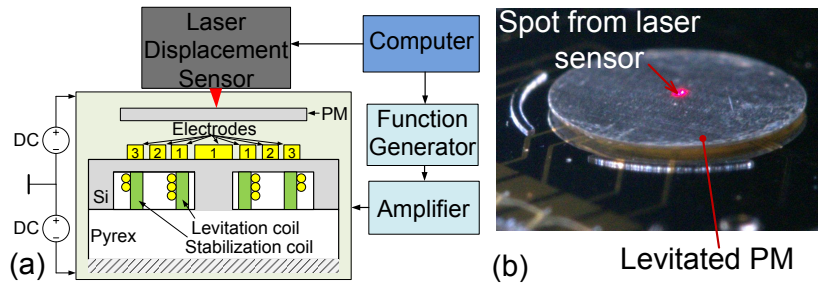 Laser
Displacement
Sensor
Computer
PM
Electrodes
3 2 1 1 1 2 3
Function
Generator
DC
Si
Levitation coil
Stabilization coil
Amplifier
DC
Pyrex
(a)
Spot from laser
sensor
Levitated PM
(b)